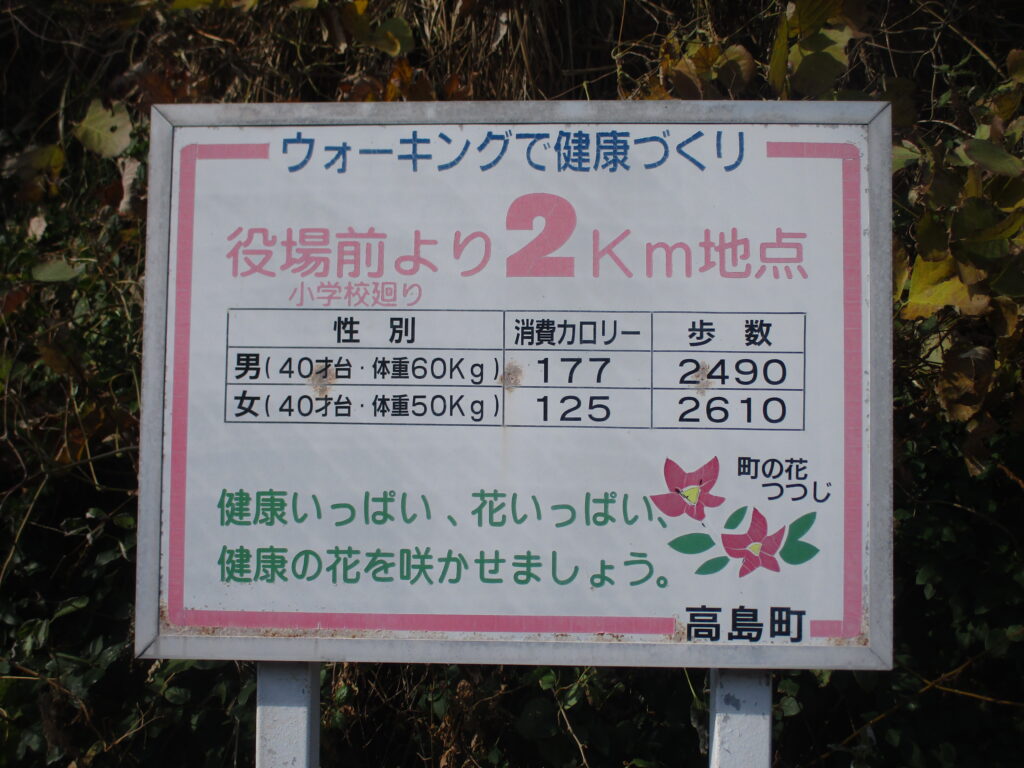 ウォーキングで健康づくり
役場前より2Km地点
小学校廻り
性 別 消費カロリー 歩 数
男(40才台・体重60Kg) 177 2490
女(40才台・体重50Kg) 125 2610
町の花
つつじ
健康いっぱい、花いっぱい、
健康の花を咲かせましょう。
高島町